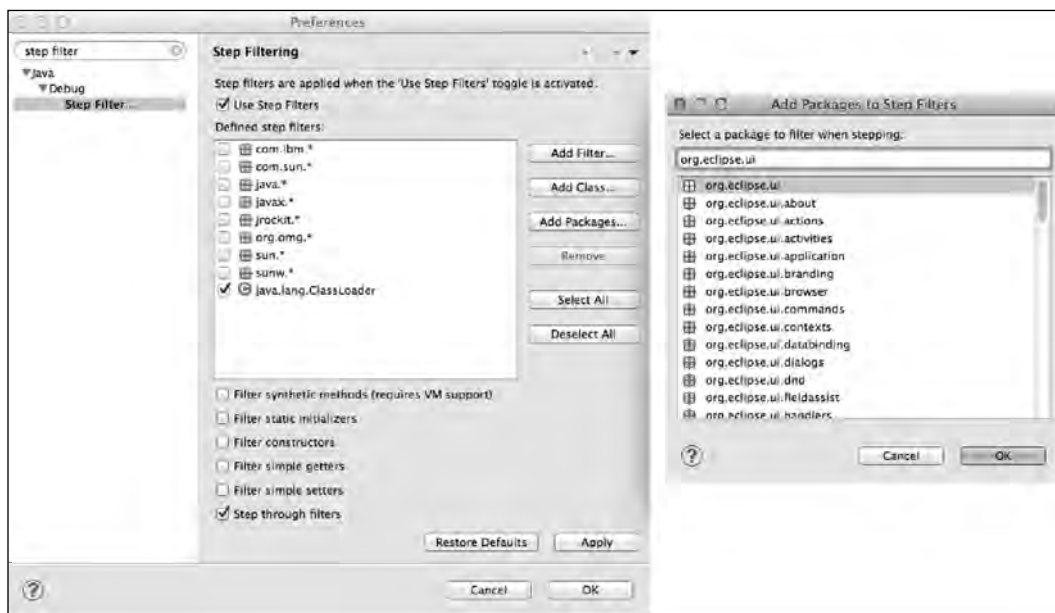 Preferences
step filter
Java
Debug
Step Filter...
Step Filtering
Step filters are applied when the 'Use Step Filters' toggle is activated.
Use Step Filters
Defined step filters:
com.ibm.*
com.sun.*
java.*
javax.*
jrockit.*
org.omg.*
sun.*
sunw.*
java.lang.ClassLoader
Add Filter...
Add Class...
Add Packages...
Remove
Select All
Deselect All
Filter synthetic methods (requires VM support)
Filter static initializers
Filter constructors
Filter simple getters
Filter simple setters
Step through filters
Restore Defaults
Apply
?
Cancel
OK
Add Packages to Step Filters
Select a package to filter when stepping:
org.eclipse.ui
org.eclipse.ui
org.eclipse.ui.about
org.eclipse.ui.actions
org.eclipse.ui.activities
org.eclipse.ui.application
org.eclipse.ui.branding
org.eclipse.ui.browser
org.eclipse.ui.commands
org.eclipse.ui.contexts
org.eclipse.ui.databinding
org.eclipse.ui.dialogs
org.eclipse.ui.dnd
org.eclipse.ui.fieldassist
org.eclipse.ui.handlers
?
Cancel
OK